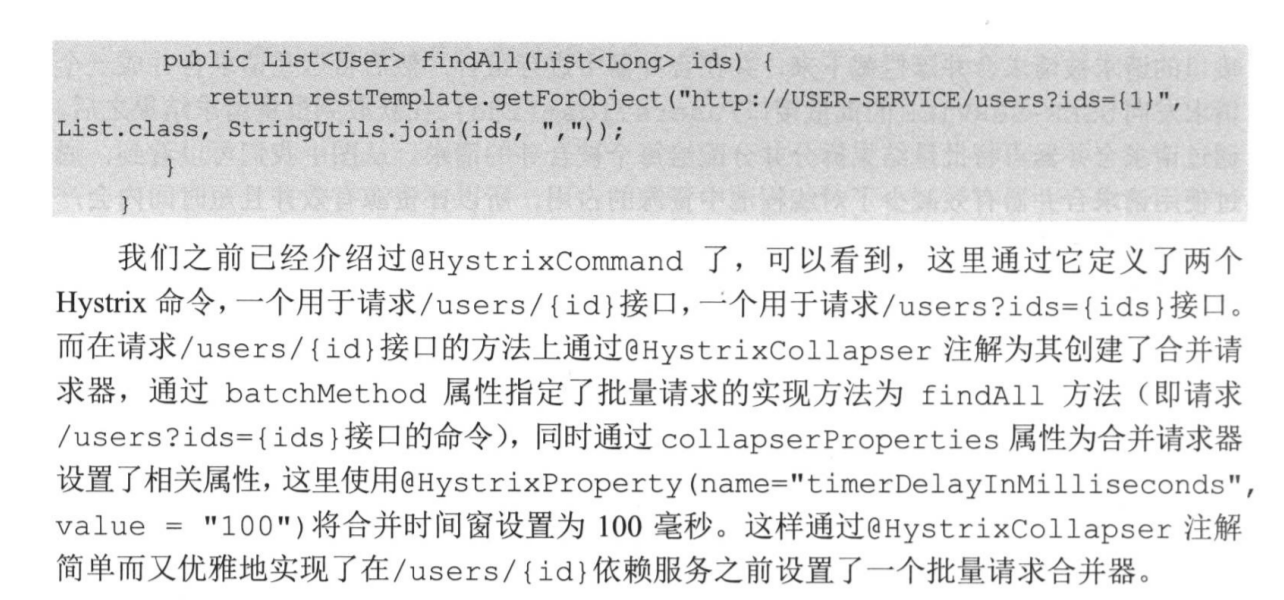 public List<User> findAll(List<Long> ids) {
return restTemplate.getForObject("http://USER-SERVICE/users?ids={1}",
List.class, StringUtils.join(ids, ","));
}
}
我们之前已经介绍过@HystrixCommand 了，可以看到，这里通过它定义了两个
Hystrix 命令，一个用于请求/users/{id}接口，一个用于请求/users?ids={ids}接口。
而在请求/users/{id}接口的方法上通过@HystrixCollapser 注解为其创建了合并请
求器，通过 batchMethod 属性指定了批量请求的实现方法为 findAll 方法（即请求
/users?ids={ids}接口的命令），同时通过 collapserProperties 属性为合并请求器
设置了相关属性，这里使用@HystrixProperty(name="timerDelayInMilliseconds",
value = "100")将合并时间窗设置为 100 毫秒。这样通过@HystrixCollapser 注解
简单而又优雅地实现了在/users/{id}依赖服务之前设置了一个批量请求合并器。